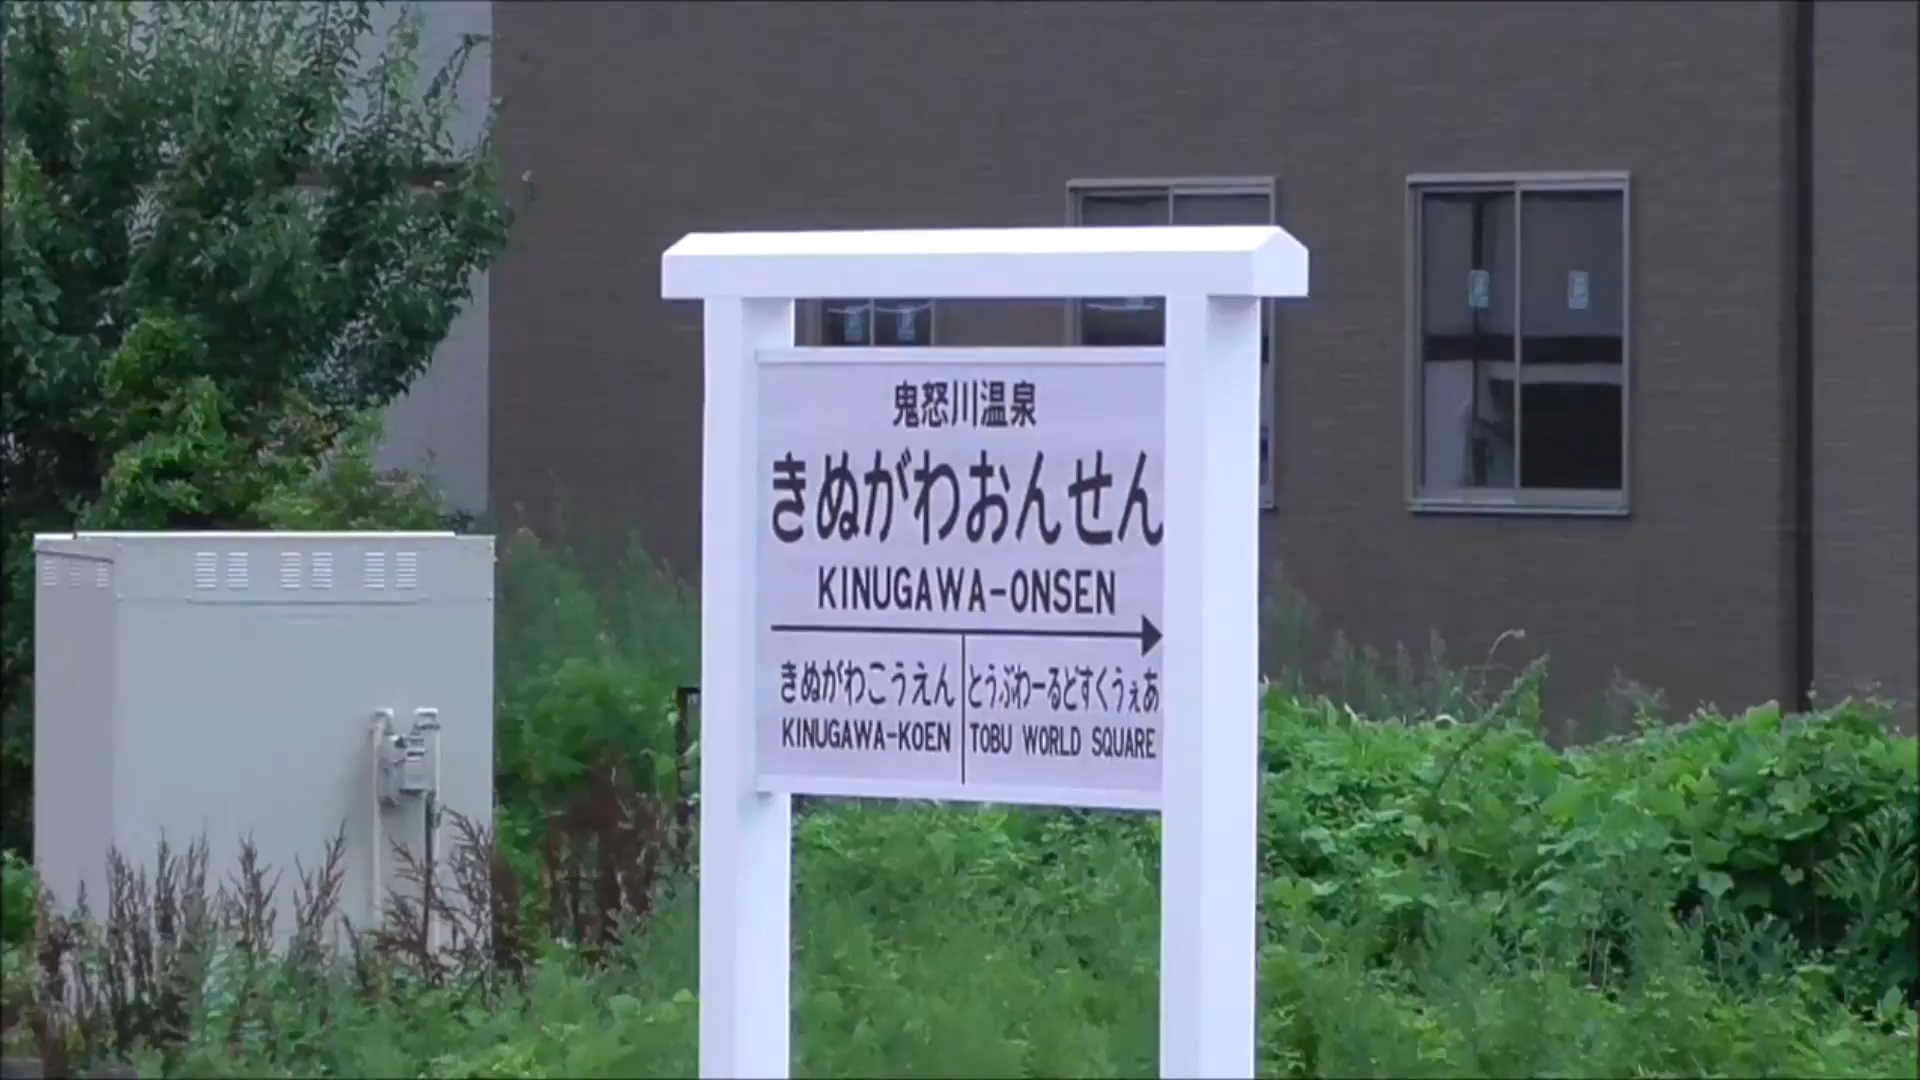 鬼怒川温泉
きぬがわおんせん
KINUGAWA-ONSEN
きぬがわこうえん
KINUGAWA-KOEN
とうぶわーるどすくうぇあ
TOBU WORLD SQUARE